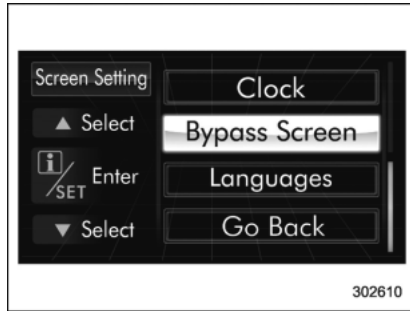 Screen Setting
▲ Select
i/SET Enter
▼ Select
Clock
Bypass Screen
Languages
Go Back
302610